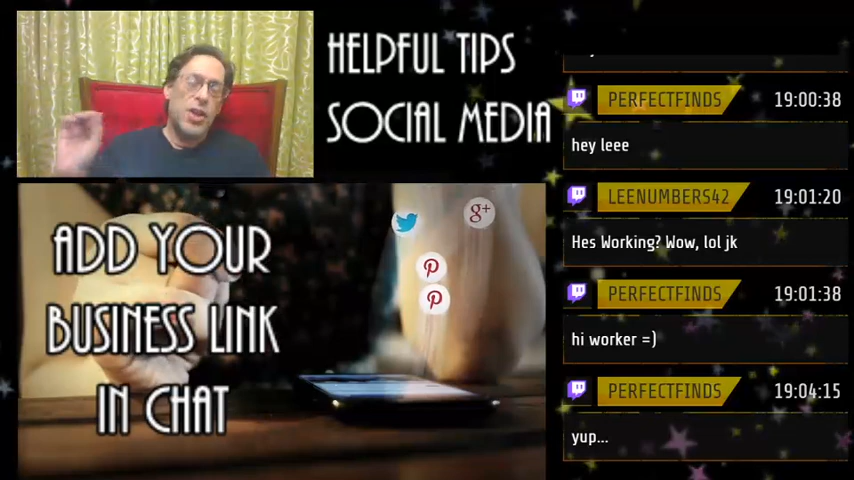 HELPFUL TIPS
SOCIAL MEDIA
ADD YOUR
BUSINESS LINK
IN CHAT
g+
PERFECTFINDS 19:00:38
hey leee
LEENUMBERS42 19:01:20
Hes Working? Wow, lol jk
PERFECTFINDS 19:01:38
hi worker =)
PERFECTFINDS 19:04:15
yup...